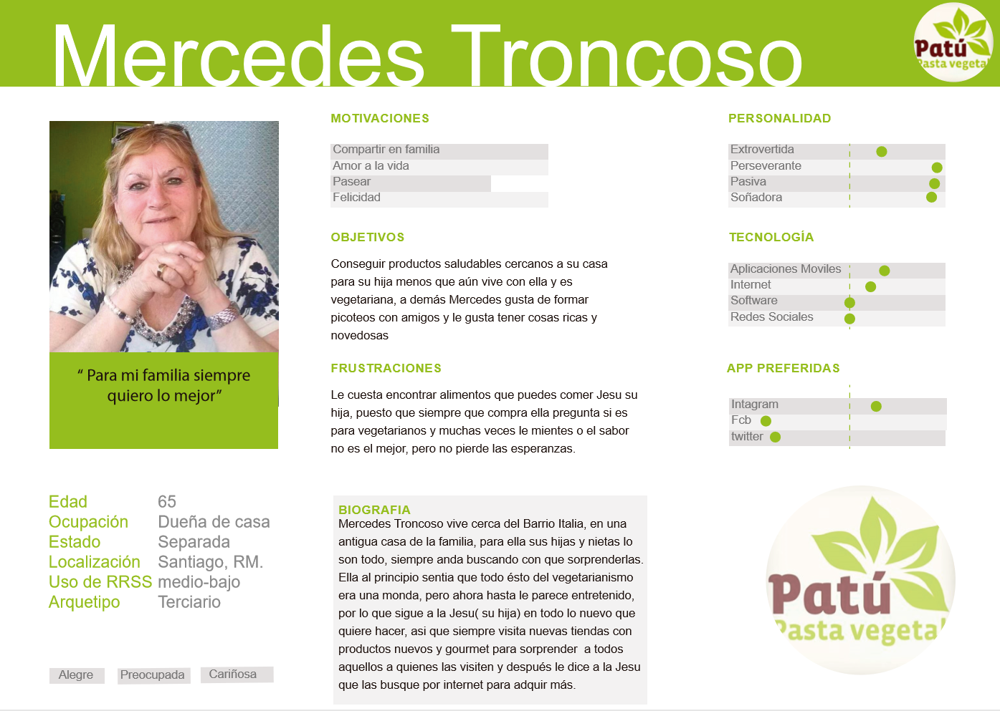 Mercedes Troncoso
Patú
Pasta vegetal
“ Para mi familia siempre
quiero lo mejor”
Edad 65
Ocupación Dueña de casa
Estado Separada
Localización Santiago, RM.
Uso de RRSS medio-bajo
Arquetipo Terciario
Alegre Preocupada Cariñosa
MOTIVACIONES
Compartir en familia
Amor a la vida
Pasear
Felicidad
OBJETIVOS
Conseguir productos saludables cercanos a su casa
para su hija menos que aún vive con ella y es
vegetariana, a demás Mercedes gusta de formar
picoteos con amigos y le gusta tener cosas ricas y
novedosas
FRUSTRACIONES
Le cuesta encontrar alimentos que puedes comer Jesu su
hija, puesto que siempre que compra ella pregunta si es
para vegetarianos y muchas veces le mientes o el sabor
no es el mejor, pero no pierde las esperanzas.
BIOGRAFIA
Mercedes Troncoso vive cerca del Barrio Italia, en una
antigua casa de la familia, para ella sus hijas y nietas lo
son todo, siempre anda buscando con que sorprenderlas.
Ella al principio sentia que todo ésto del vegetarianismo
era una monda, pero ahora hasta le parece entretenido,
por lo que sigue a la Jesu( su hija) en todo lo nuevo que
quiere hacer, asi que siempre visita nuevas tiendas con
productos nuevos y gourmet para sorprender  a todos
aquellos a quienes las visiten y después le dice a la Jesu
que las busque por internet para adquir más.
PERSONALIDAD
Extrovertida
Perseverante
Pasiva
Soñadora
TECNOLOGÍA
Aplicaciones Moviles
Internet
Software
Redes Sociales
APP PREFERIDAS
Intagram
Fcb
twitter
Patú
Pasta vegetal